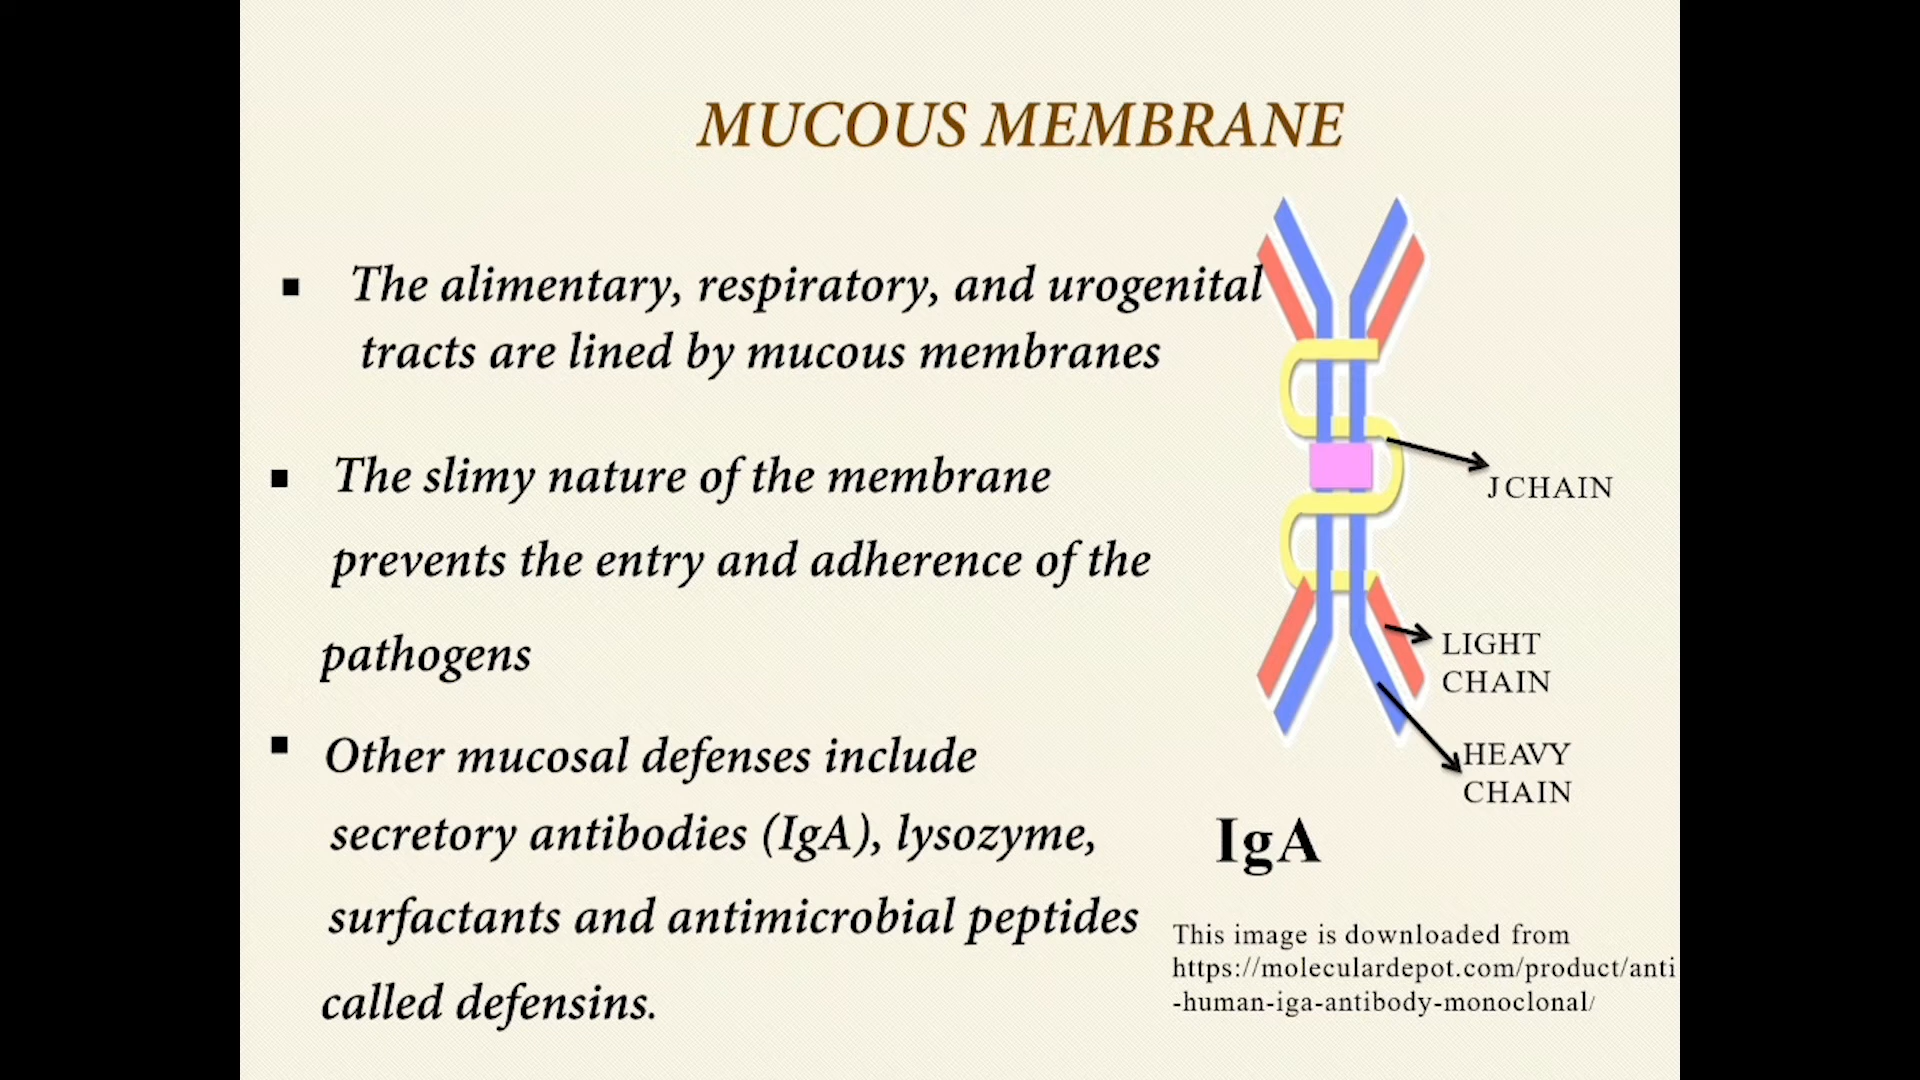 MUCOUS MEMBRANE
▪ The alimentary, respiratory, and urogenital
tracts are lined by mucous membranes
▪ The slimy nature of the membrane
prevents the entry and adherence of the
pathogens
▪ Other mucosal defenses include
secretory antibodies (IgA), lysozyme,
surfactants and antimicrobial peptides
called defensins.
J CHAIN
LIGHT
CHAIN
HEAVY
CHAIN
IgA
This image is downloaded from
https://moleculardepot.com/product/anti
-human-iga-antibody-monoclonal/